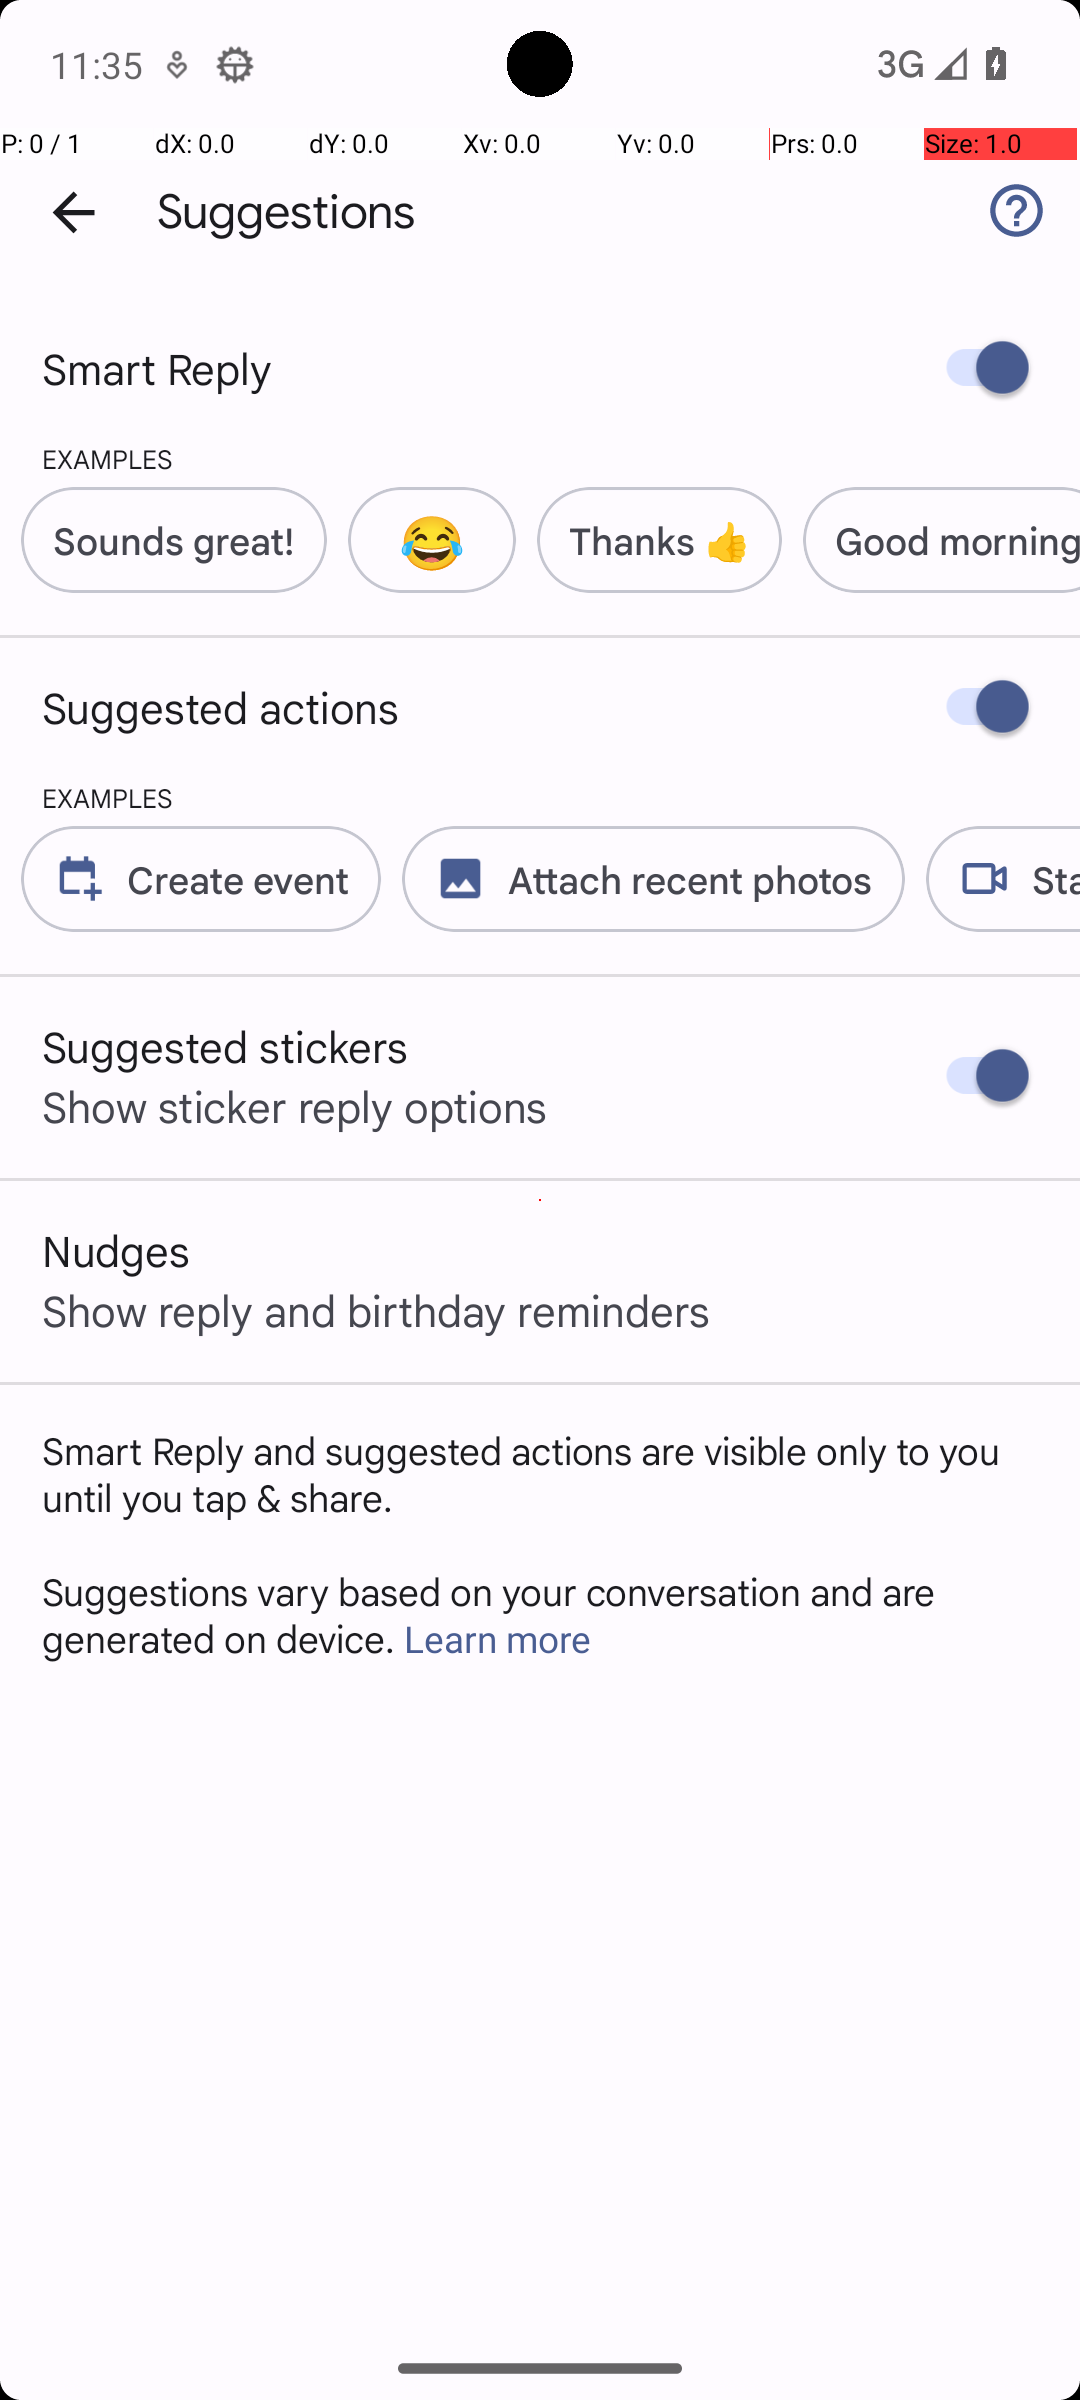 11:35
3G
P: 0 / 1 dX: 0.0 dY: 0.0 Xv: 0.0 Yv: 0.0 Prs: 0.0 Size: 1.0
Suggestions
Smart Reply
EXAMPLES
Sounds great! 😂 Thanks 👍 Good morning
Suggested actions
EXAMPLES
Create event Attach recent photos Sta
Suggested stickers
Show sticker reply options
Nudges
Show reply and birthday reminders
Smart Reply and suggested actions are visible only to you
until you tap & share.
Suggestions vary based on your conversation and are
generated on device. Learn more